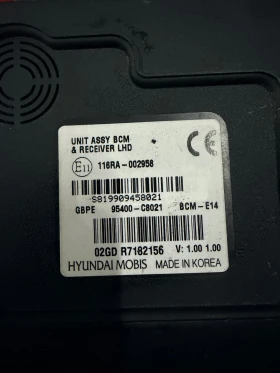 UNIT ASSY BCM
& RECEIVER LHD
CE
E11 116RA-002958
S819909458021
GBPE 95400-C8021 BCM-E14
02GD R7182156 V: 1.00 1.00
HYUNDAI MOBIS MADE IN KOREA